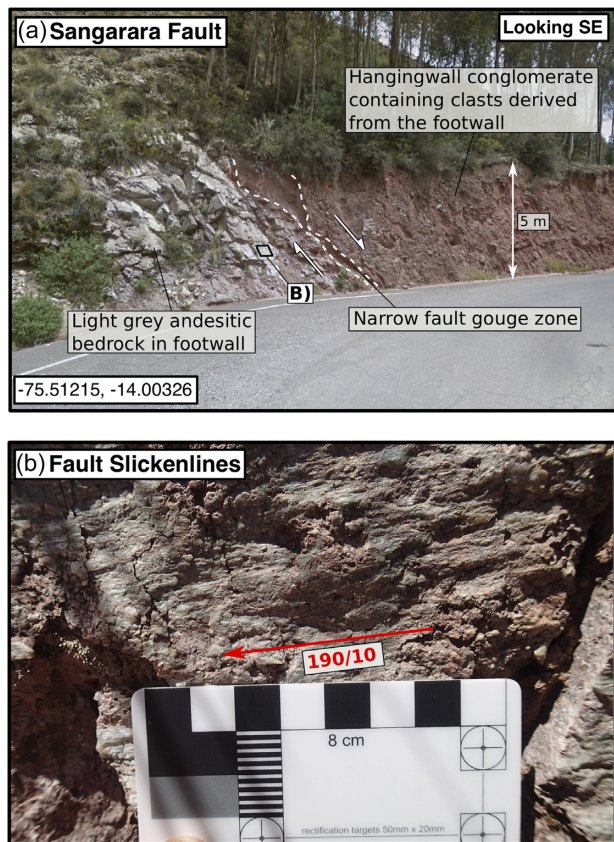 (a) Sangarara Fault
Looking SE
Hangingwall conglomerate
containing clasts derived
from the footwall
5 m
B)
Light grey andesitic
bedrock in footwall
Narrow fault gouge zone
-75.51215, -14.00326
(b) Fault Slickenlines
190/10
8 cm
rectification targets 50mm x 20mm